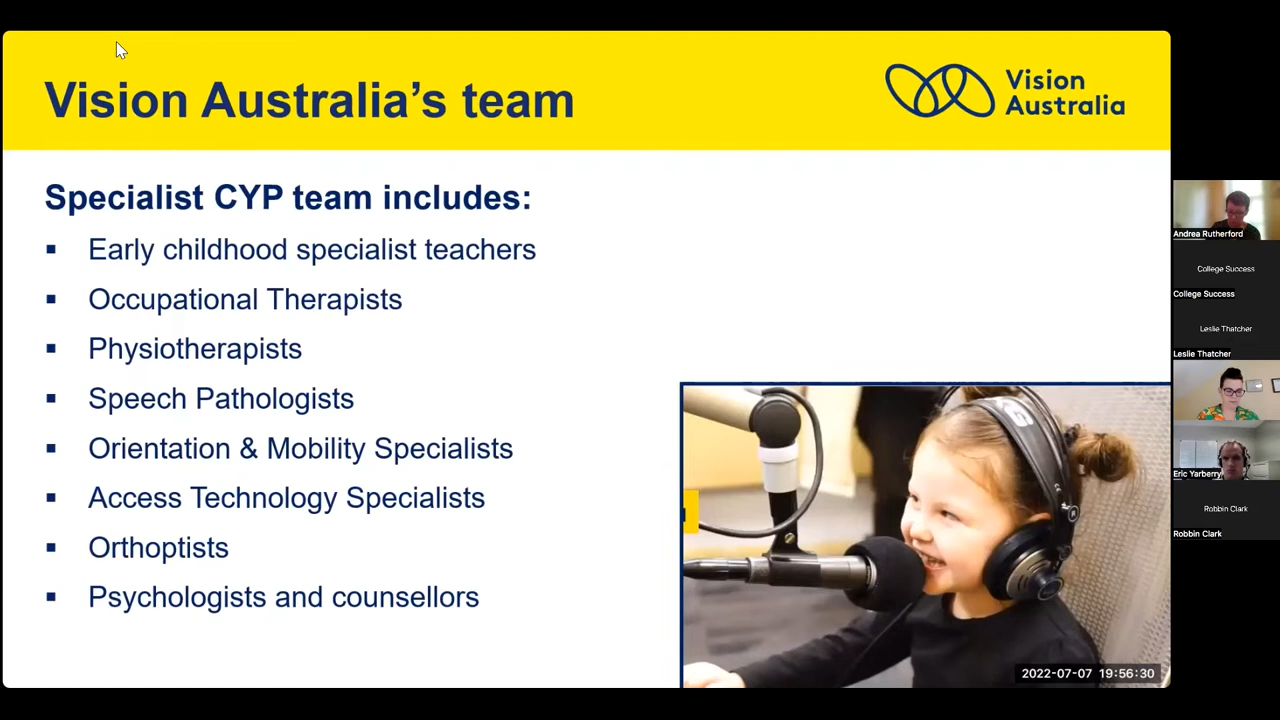 Vision Australia's team
Vision
Australia
Specialist CYP team includes:
▪ Early childhood specialist teachers
▪ Occupational Therapists
▪ Physiotherapists
▪ Speech Pathologists
▪ Orientation & Mobility Specialists
▪ Access Technology Specialists
▪ Orthoptists
▪ Psychologists and counsellors
2022-07-07 19:56:30
Andrea Rutherford
College Success
College Success
Leslie Thatcher
Leslie Thatcher
Eric Yarberry
Robbin Clark
Robbin Clark